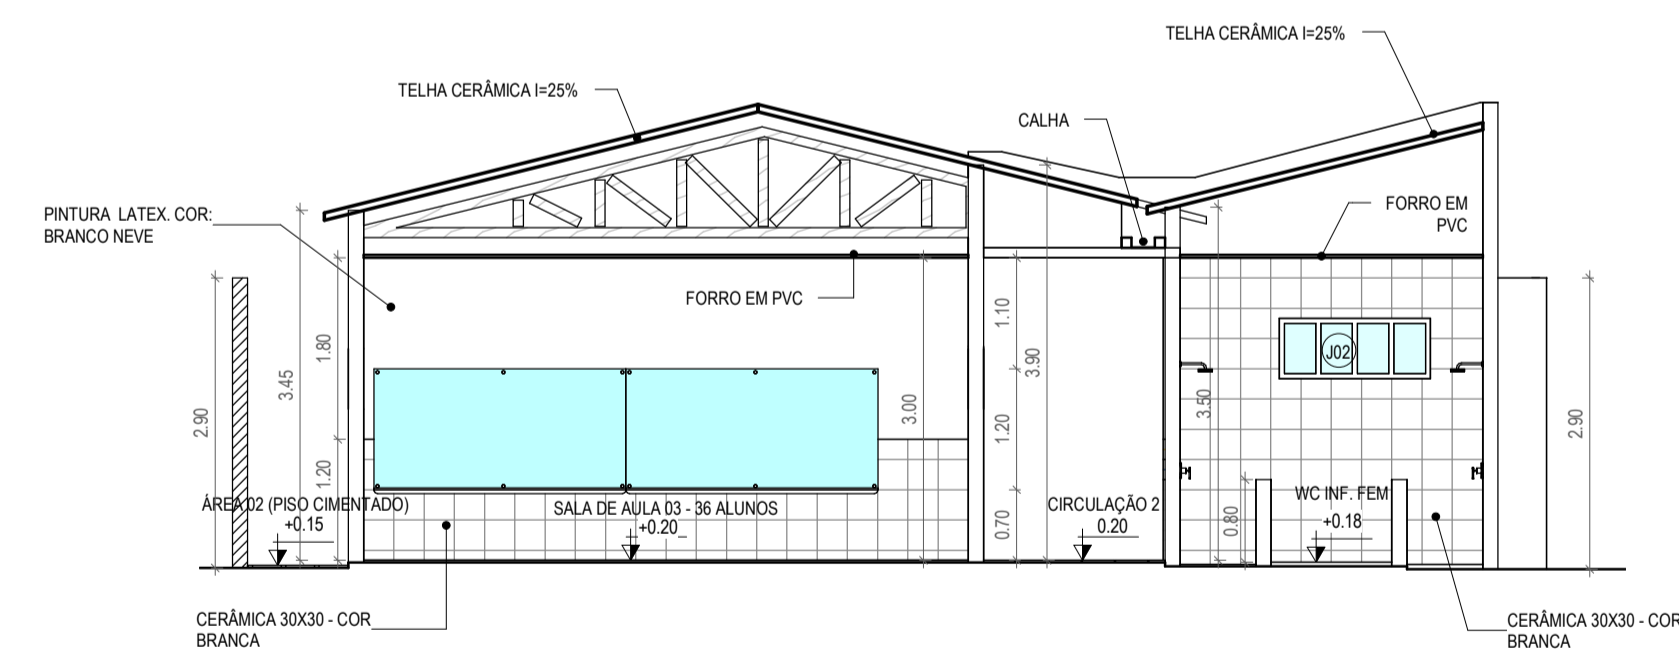 TELHA CERÂMICA I=25%
TELHA CERÂMICA I=25%
CALHA
PINTURA LATEX. COR:
BRANCO NEVE
FORRO EM
PVC
FORRO EM PVC
J02
2.90
3.45
1.80
1.20
3.00
1.10
1.20
0.70
3.90
3.50
0.80
2.90
ÁREA 02 (PISO CIMENTADO)
+0.15
SALA DE AULA 03 - 36 ALUNOS
+0.20
CIRCULAÇÃO 2
0.20
WC INF. FEM
+0.18
CERÂMICA 30X30 - COR
BRANCA
CERÂMICA 30X30 - COR
BRANCA